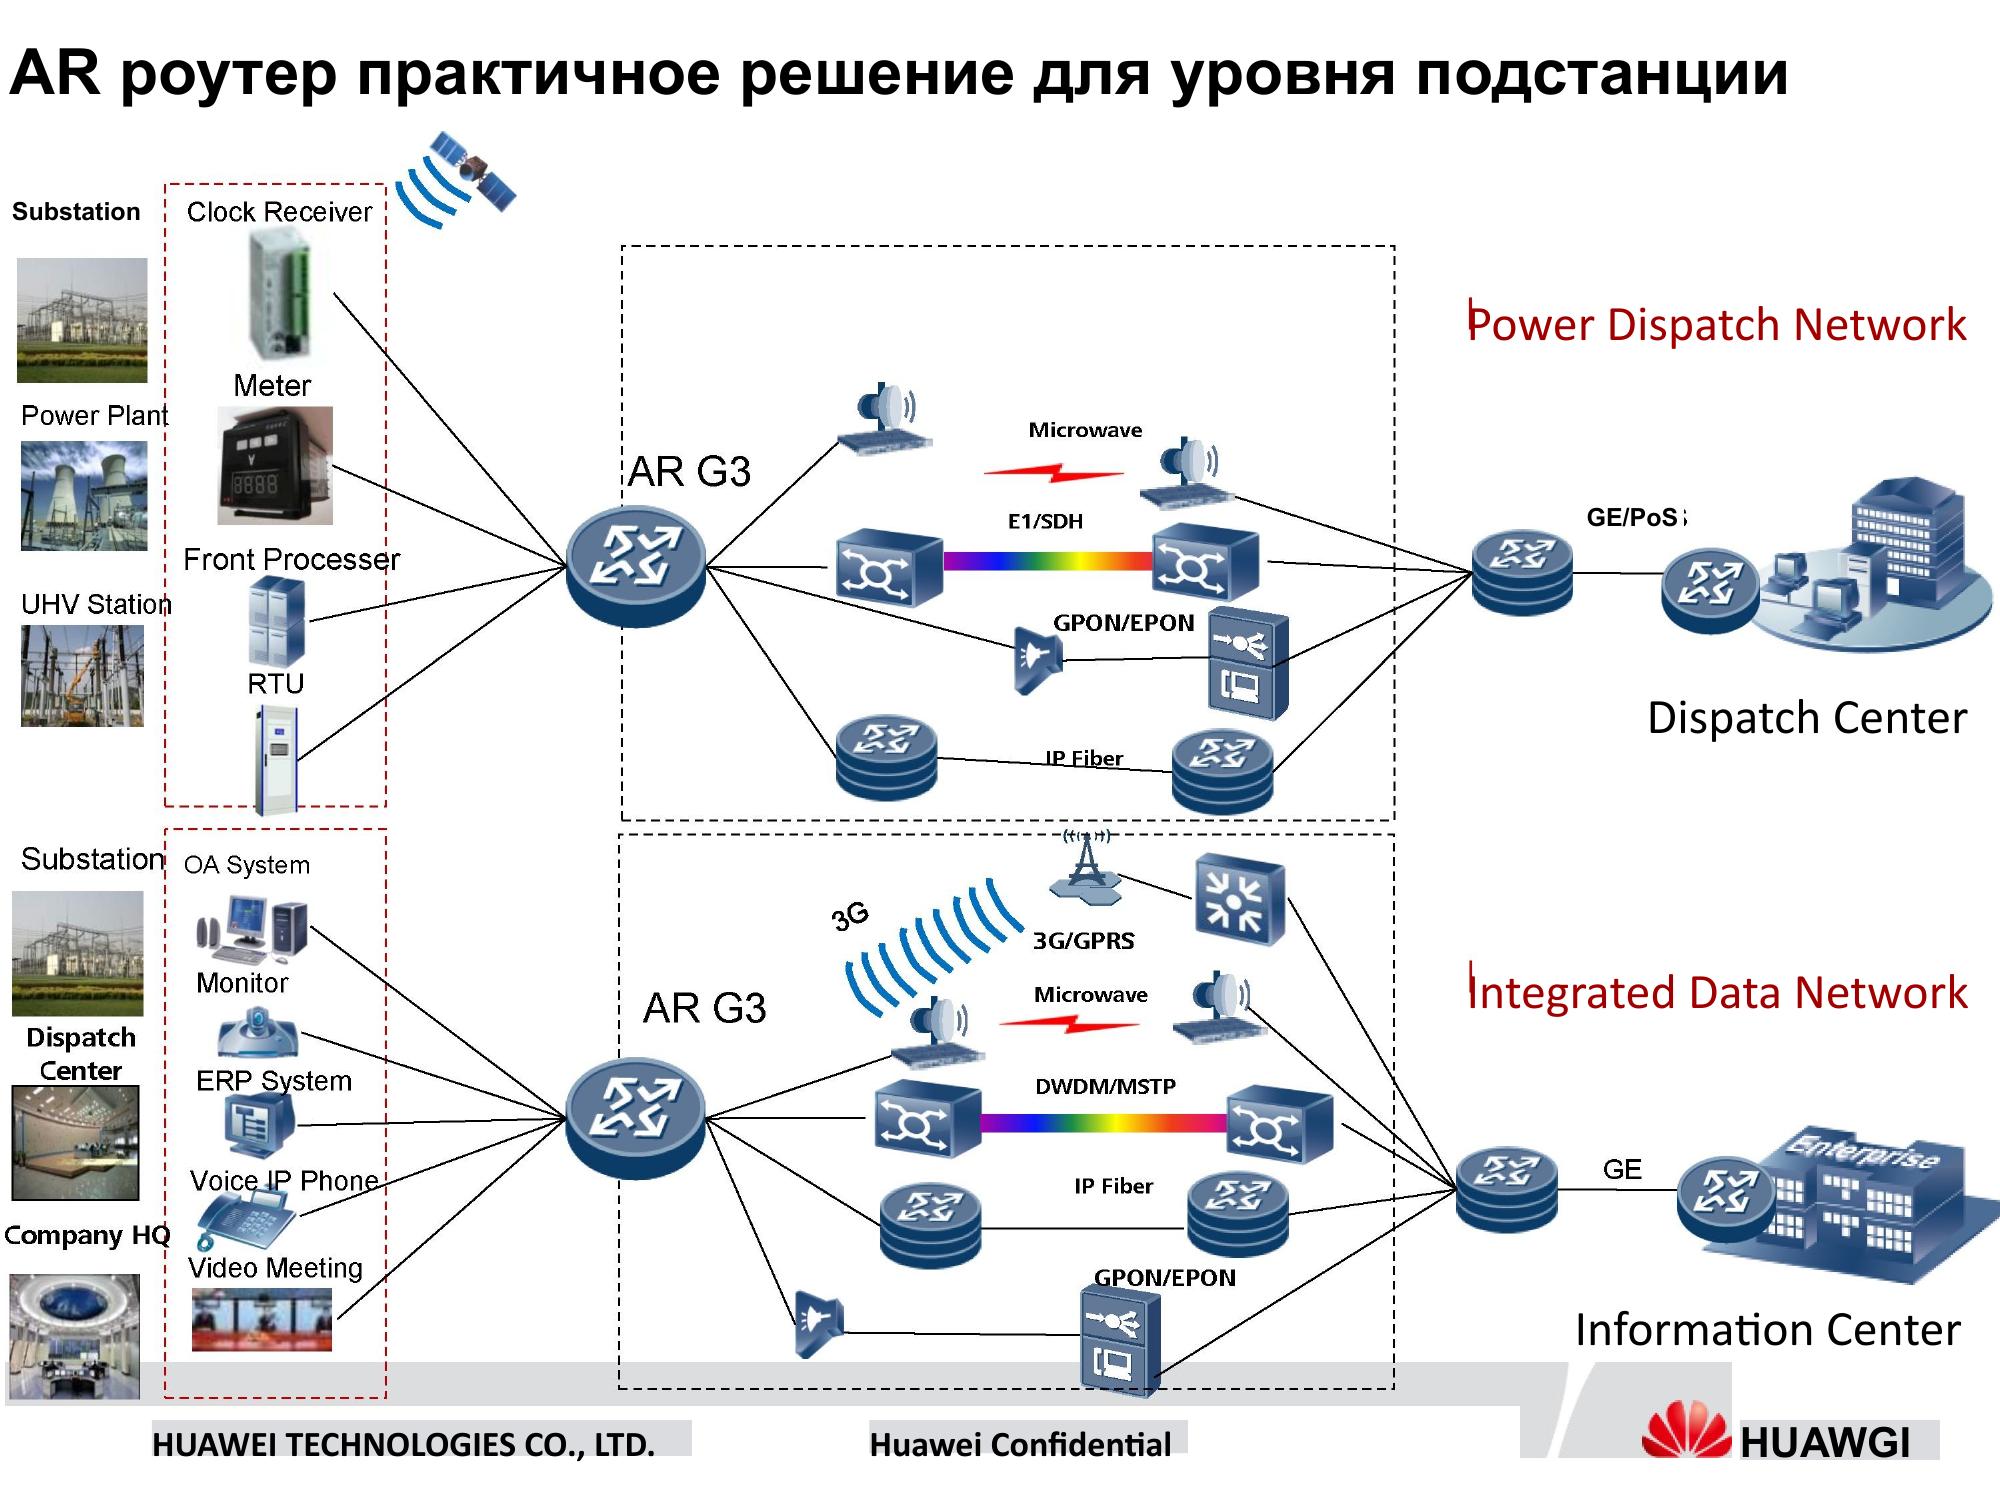 AR роутер практичное решение для уровня подстанции
Substation
Clock Receiver
Meter
Power Plant
Front Processer
UHV Station
RTU
AR G3
Microwave
E1/SDH
GPON/EPON
IP Fiber
Power Dispatch Network
GE/PoS
Dispatch Center
Substation
OA System
Monitor
Dispatch
Center
ERP System
Voice IP Phone
Company HQ
Video Meeting
AR G3
3G
3G/GPRS
Microwave
DWDM/MSTP
IP Fiber
GPON/EPON
Integrated Data Network
GE
Enterprise
Information Center
HUAWEI TECHNOLOGIES CO., LTD.
Huawei Confidential
HUAWGI